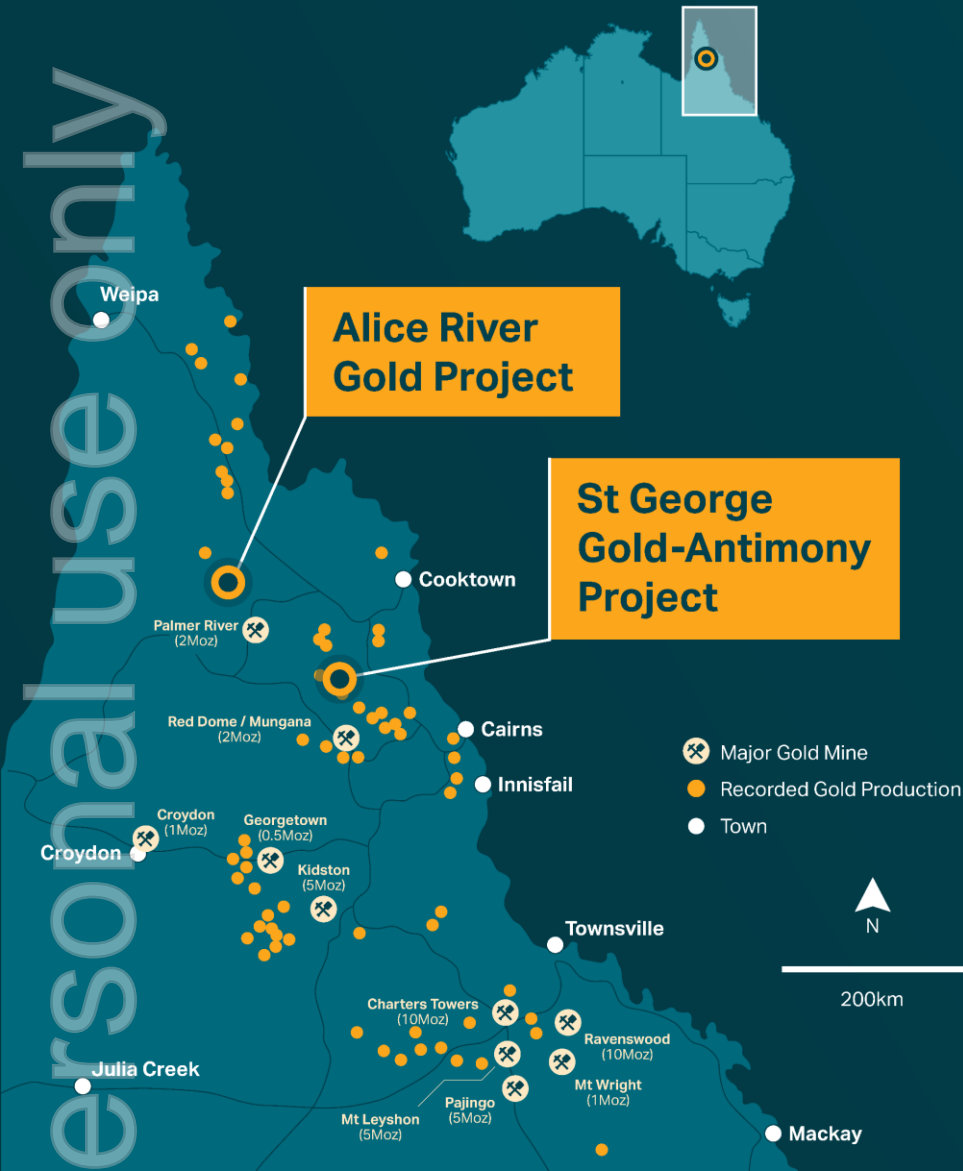 ersonal use only
Weipa
Alice River
Gold Project
St George
Gold-Antimony
Project
Cooktown
Palmer River
(2Moz)
Red Dome / Mungana
(2Moz)
Cairns
Innisfail
Major Gold Mine
Recorded Gold Production
Town
Croydon
(1Moz)
Croydon
Georgetown
(0.5Moz)
Kidston
(5Moz)
N
200km
Townsville
Charters Towers
(10Moz)
Ravenswood
(10Moz)
Mt Wright
(1Moz)
Pajingo
(5Moz)
Mt Leyshon
(5Moz)
Julia Creek
Mackay